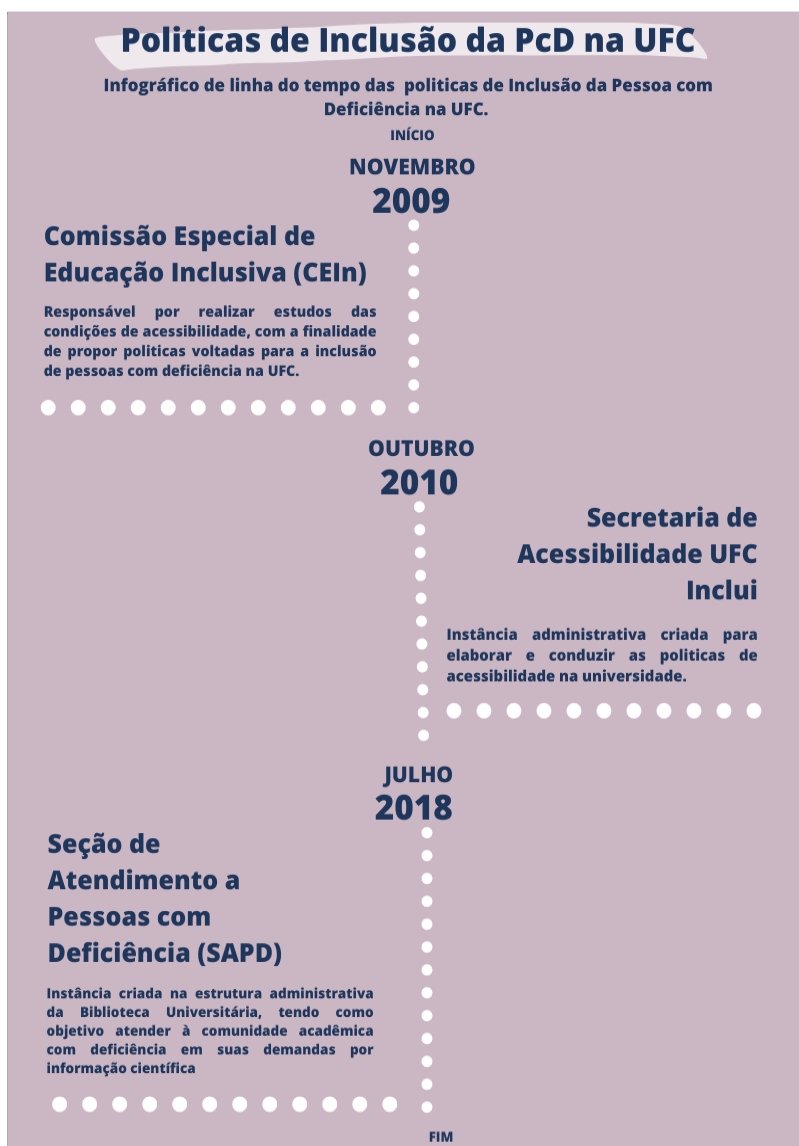 Politicas de Inclusão da PcD na UFC
Infográfico de linha do tempo das politicas de Inclusão da Pessoa com
Deficiência na UFC.
INÍCIO
NOVEMBRO
2009
Comissão Especial de
Educação Inclusiva (CEIn)
Responsável por realizar estudos das
condições de acessibilidade, com a finalidade
de propor politicas voltadas para a inclusão
de pessoas com deficiência na UFC.
OUTUBRO
2010
Secretaria de
Acessibilidade UFC
Inclui
Instância administrativa criada para
elaborar e conduzir as politicas de
acessibilidade na universidade.
JULHO
2018
Seção de
Atendimento a
Pessoas com
Deficiência (SAPD)
Instância criada na estrutura administrativa
da Biblioteca Universitária, tendo como
objetivo atender à comunidade acadêmica
com deficiência em suas demandas por
informação científica
FIM